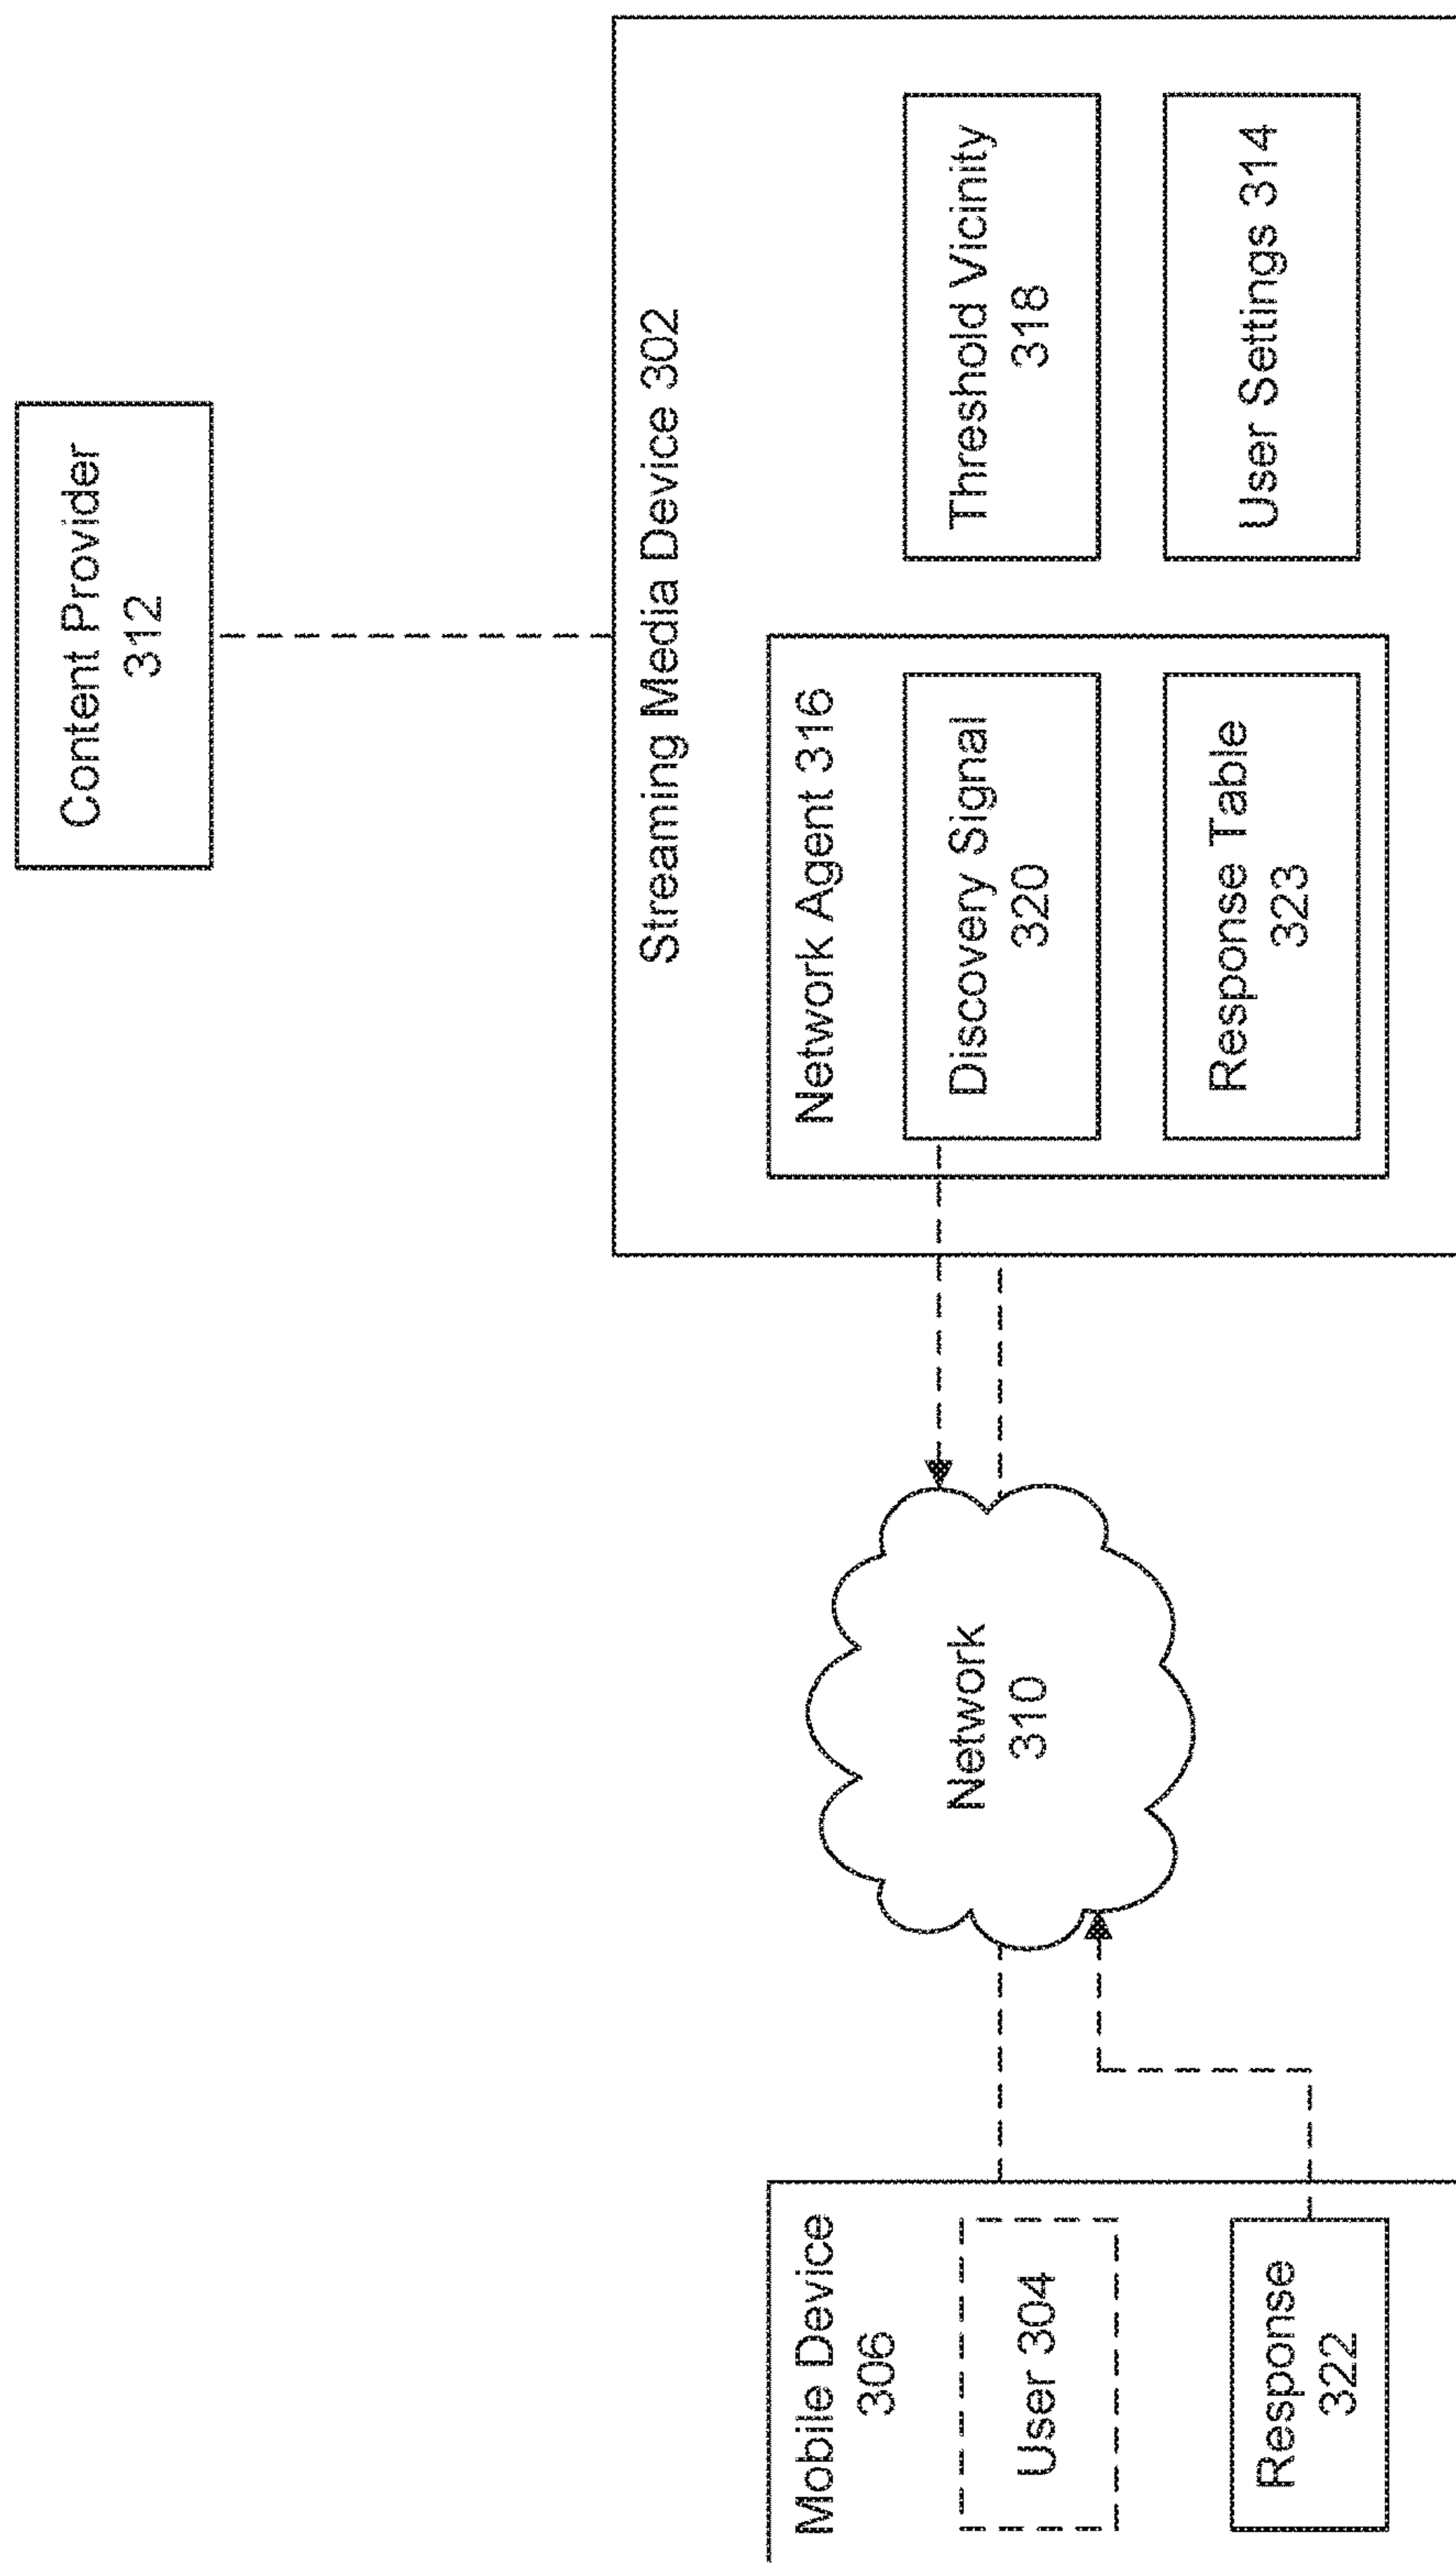 Content Provider
312
Streaming Media Device 302
Network Agent 316
Discovery Signal
320
Response Table
323
Threshold Vicinity
318
User Settings 314
Network
310
Mobile Device
306
User 304
Response
322